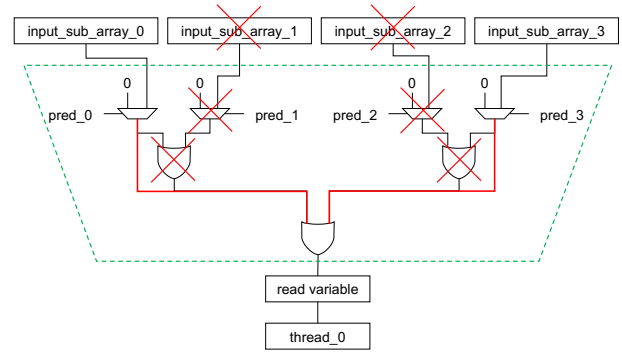 input_sub_array_0 input_sub_array_1 input_sub_array_2 input_sub_array_3
0 0 0 0
pred_0 pred_1 pred_2 pred_3
read variable
thread_0